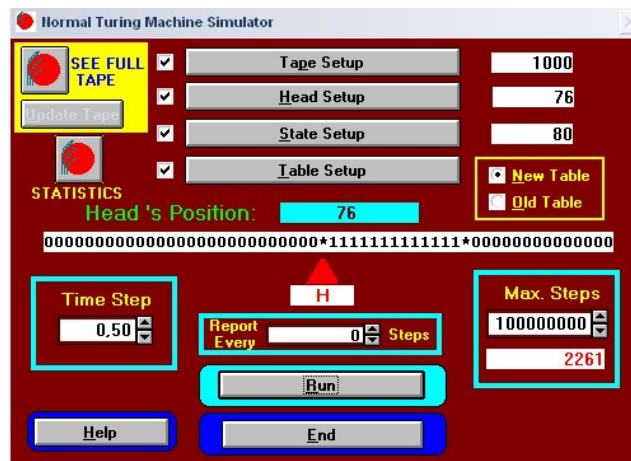 Normal Turing Machine Simulator
SEE FULL TAPE
Update Tape
STATISTICS
Tape Setup 1000
Head Setup 76
State Setup 80
Table Setup
New Table
Old Table
Head 's Position: 76
000000000000000000000000000*1111111111111*00000000000000
H
Time Step
0,50
Report Every 0 Steps
Max. Steps
100000000
2261
Run
Help
End